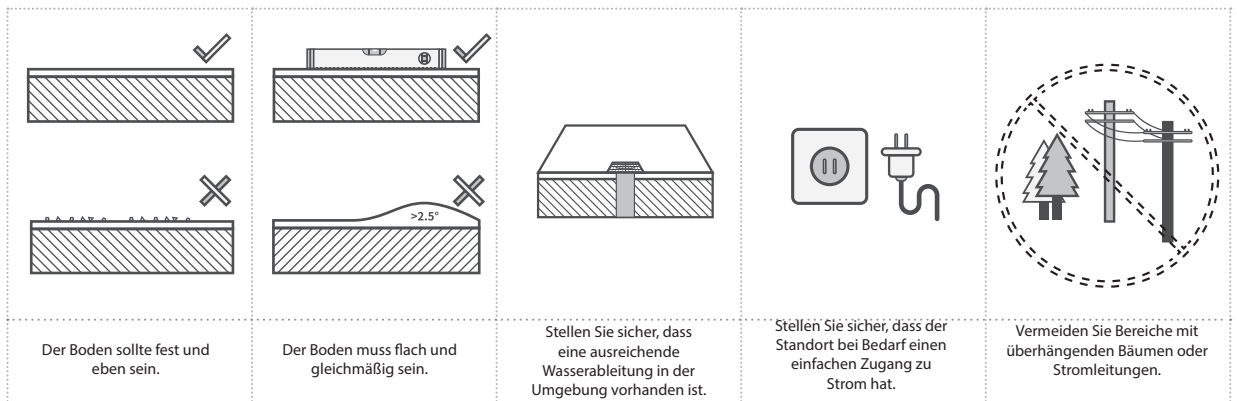 >2.5°
Der Boden sollte fest und
eben sein.
Der Boden muss flach und
gleichmäßig sein.
Stellen Sie sicher, dass
eine ausreichende
Wasserableitung in der
Umgebung vorhanden ist.
Stellen Sie sicher, dass der
Standort bei Bedarf einen
einfachen Zugang zu
Strom hat.
Vermeiden Sie Bereiche mit
überhängenden Bäumen oder
Stromleitungen.